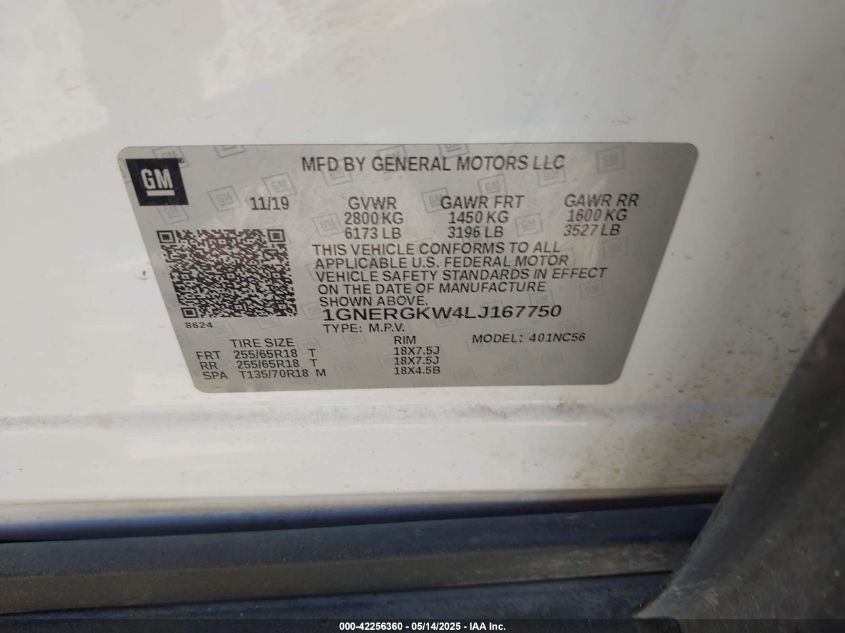 GM
MFD BY GENERAL MOTORS LLC
11/19 GVWR GAWR FRT GAWR RR
2800 KG 1450 KG 1600 KG
6173 LB 3196 LB 3527 LB
THIS VEHICLE CONFORMS TO ALL
APPLICABLE U.S. FEDERAL MOTOR
VEHICLE SAFETY STANDARDS IN EFFECT
ON THE DATE OF MANUFACTURE
SHOWN ABOVE.
8624
1GNERGKW4LJ167750
TYPE: M.P.V.
TIRE SIZE RIM MODEL: 401NC56
FRT 255/65R18 T 18X7.5J
RR 255/65R18 T 18X7.5J
SPA T135/70R18 M 18X4.5B
000-42256360 - 05/14/2025 - IAA Inc.